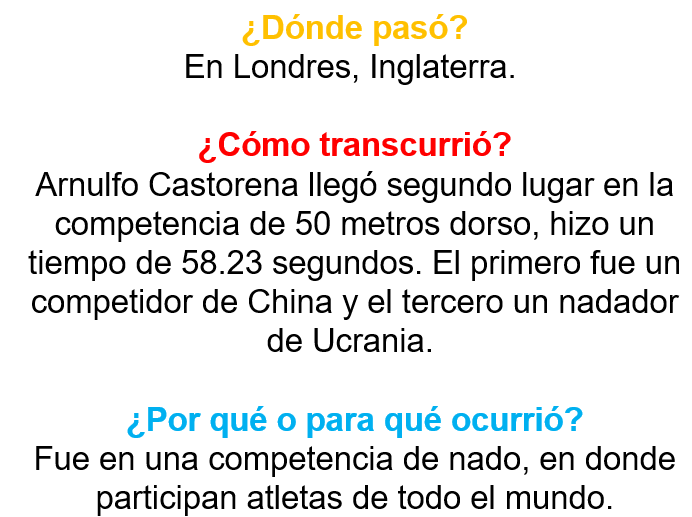 ¿Dónde pasó?
En Londres, Inglaterra.
¿Cómo transcurrió?
Arnulfo Castorena llegó segundo lugar en la
competencia de 50 metros dorso, hizo un
tiempo de 58.23 segundos. El primero fue un
competidor de China y el tercero un nadador
de Ucrania.
¿Por qué o para qué ocurrió?
Fue en una competencia de nado, en donde
participan atletas de todo el mundo.